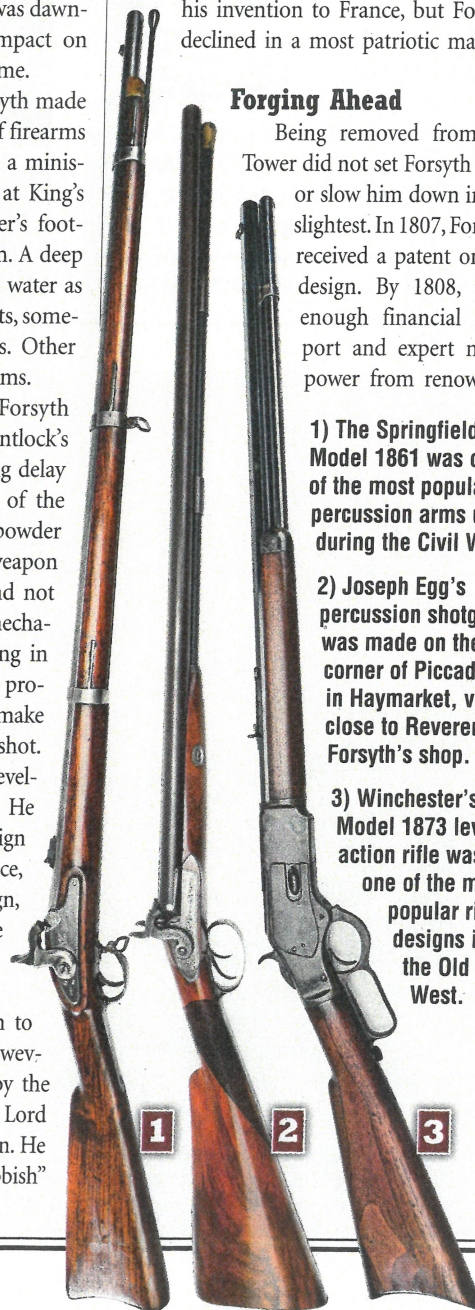 was dawn-
mpact on
me.
yth made
f firearms
a minis-
at King's
er's foot-
n. A deep
water as
ts, some-
s. Other
ms.
Forsyth
ntlock's
g delay
of the
powder
veapon
nd not
necha-
ng in
pro-
make
shot.
evel-
He
ign
ce,
gn,
e
n to
wev-
by the
Lord
n. He
bish"
his invention to France, but Fo
declined in a most patriotic ma
Forging Ahead
Being removed from
Tower did not set Forsyth
or slow him down in
slightest. In 1807, For
received a patent or
design. By 1808,
enough financial
port and expert n
power from renow
1) The Springfield
Model 1861 was o
of the most popula
percussion arms u
during the Civil W
2) Joseph Egg's
percussion shotg
was made on the
corner of Piccad
in Haymarket, v
close to Reveren
Forsyth's shop.
3) Winchester's
Model 1873 lev
action rifle was
one of the m
popular ri
designs i
the Old
West.
1
2
3